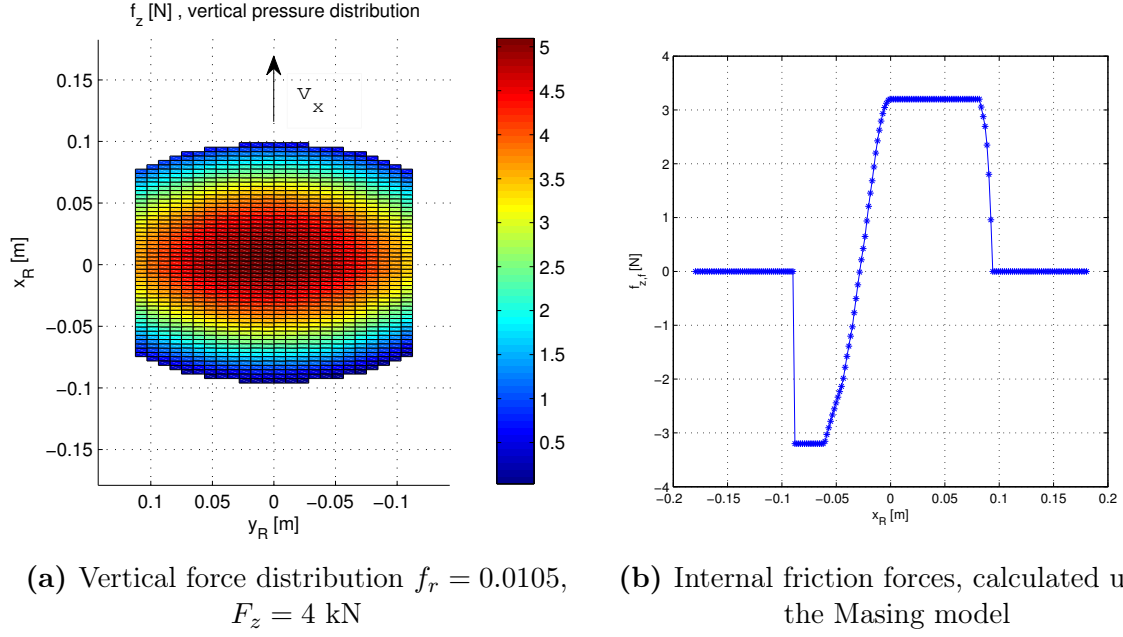 f_z [N] , vertical pressure distribution
V_x
0.15
0.1
0.05
0
−0.05
−0.1
−0.15
x_R [m]
0.1 0.05 0 −0.05 −0.1
y_R [m]
5
4.5
4
3.5
3
2.5
2
1.5
1
0.5
4
3
2
1
0
−1
−2
−3
−4
f_{z,f} [N]
−0.2 −0.15 −0.1 −0.05 0 0.05 0.1 0.15 0.2
x_R [m]
(a) Vertical force distribution f_r = 0.0105,
F_z = 4 kN
(b) Internal friction forces, calculated u
the Masing model